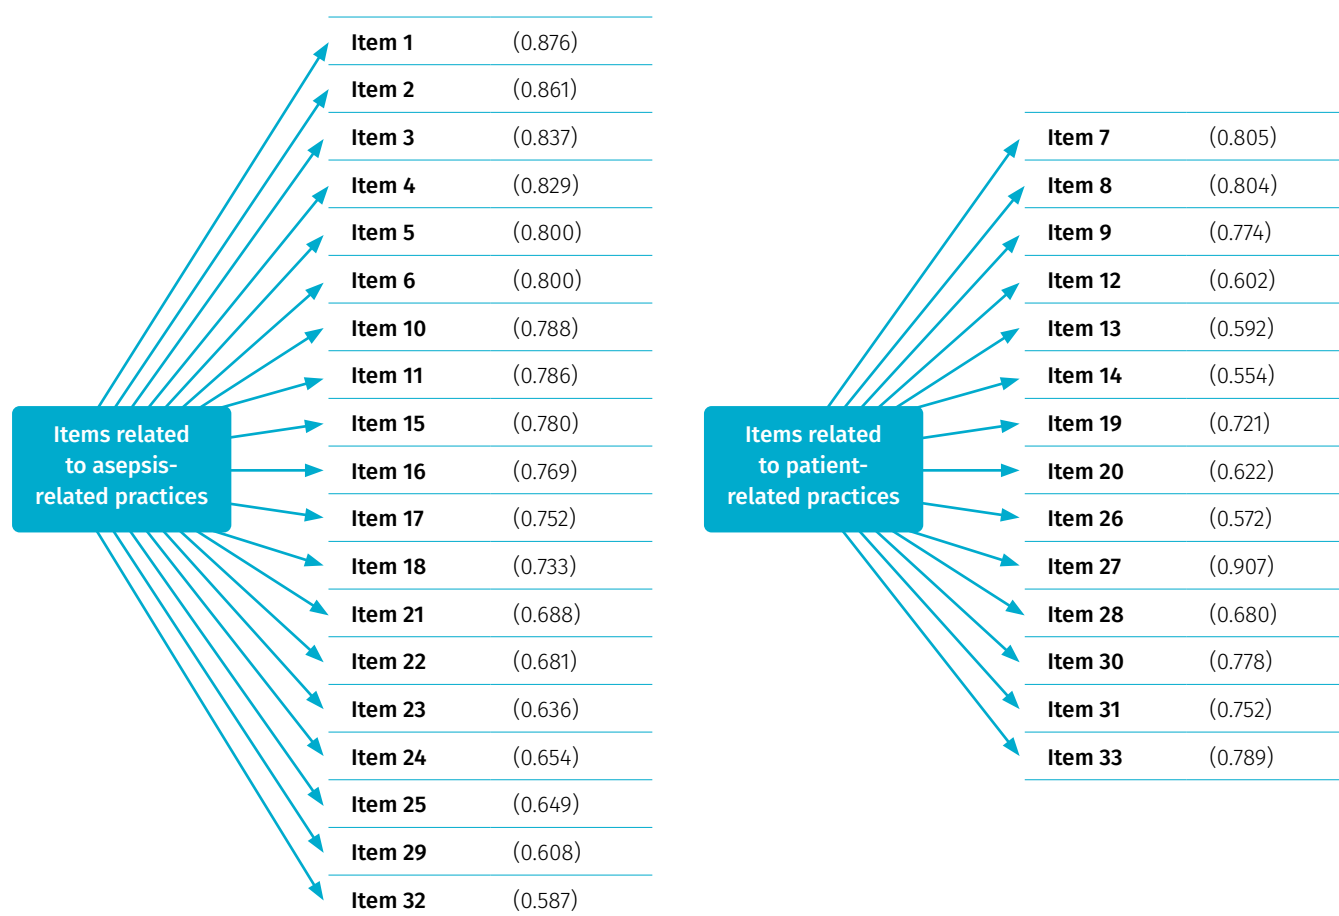 Items related
to asepsis-
related practices
Item 1 (0.876)
Item 2 (0.861)
Item 3 (0.837)
Item 4 (0.829)
Item 5 (0.800)
Item 6 (0.800)
Item 10 (0.788)
Item 11 (0.786)
Item 15 (0.780)
Item 16 (0.769)
Item 17 (0.752)
Item 18 (0.733)
Item 21 (0.688)
Item 22 (0.681)
Item 23 (0.636)
Item 24 (0.654)
Item 25 (0.649)
Item 29 (0.608)
Item 32 (0.587)
Items related
to patient-
related practices
Item 7 (0.805)
Item 8 (0.804)
Item 9 (0.774)
Item 12 (0.602)
Item 13 (0.592)
Item 14 (0.554)
Item 19 (0.721)
Item 20 (0.622)
Item 26 (0.572)
Item 27 (0.907)
Item 28 (0.680)
Item 30 (0.778)
Item 31 (0.752)
Item 33 (0.789)